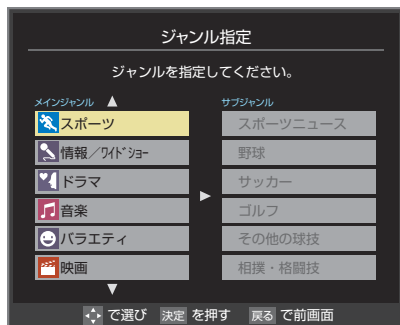 ジャンル指定
ジャンルを指定してください。
メインジャンル
サブジャンル
スポーツ
スポーツニュース
情報／ワイドショー
野球
ドラマ
サッカー
音楽
ゴルフ
バラエティ
その他の球技
映画
相撲・格闘技
で選び 決定 を押す 戻る で前画面